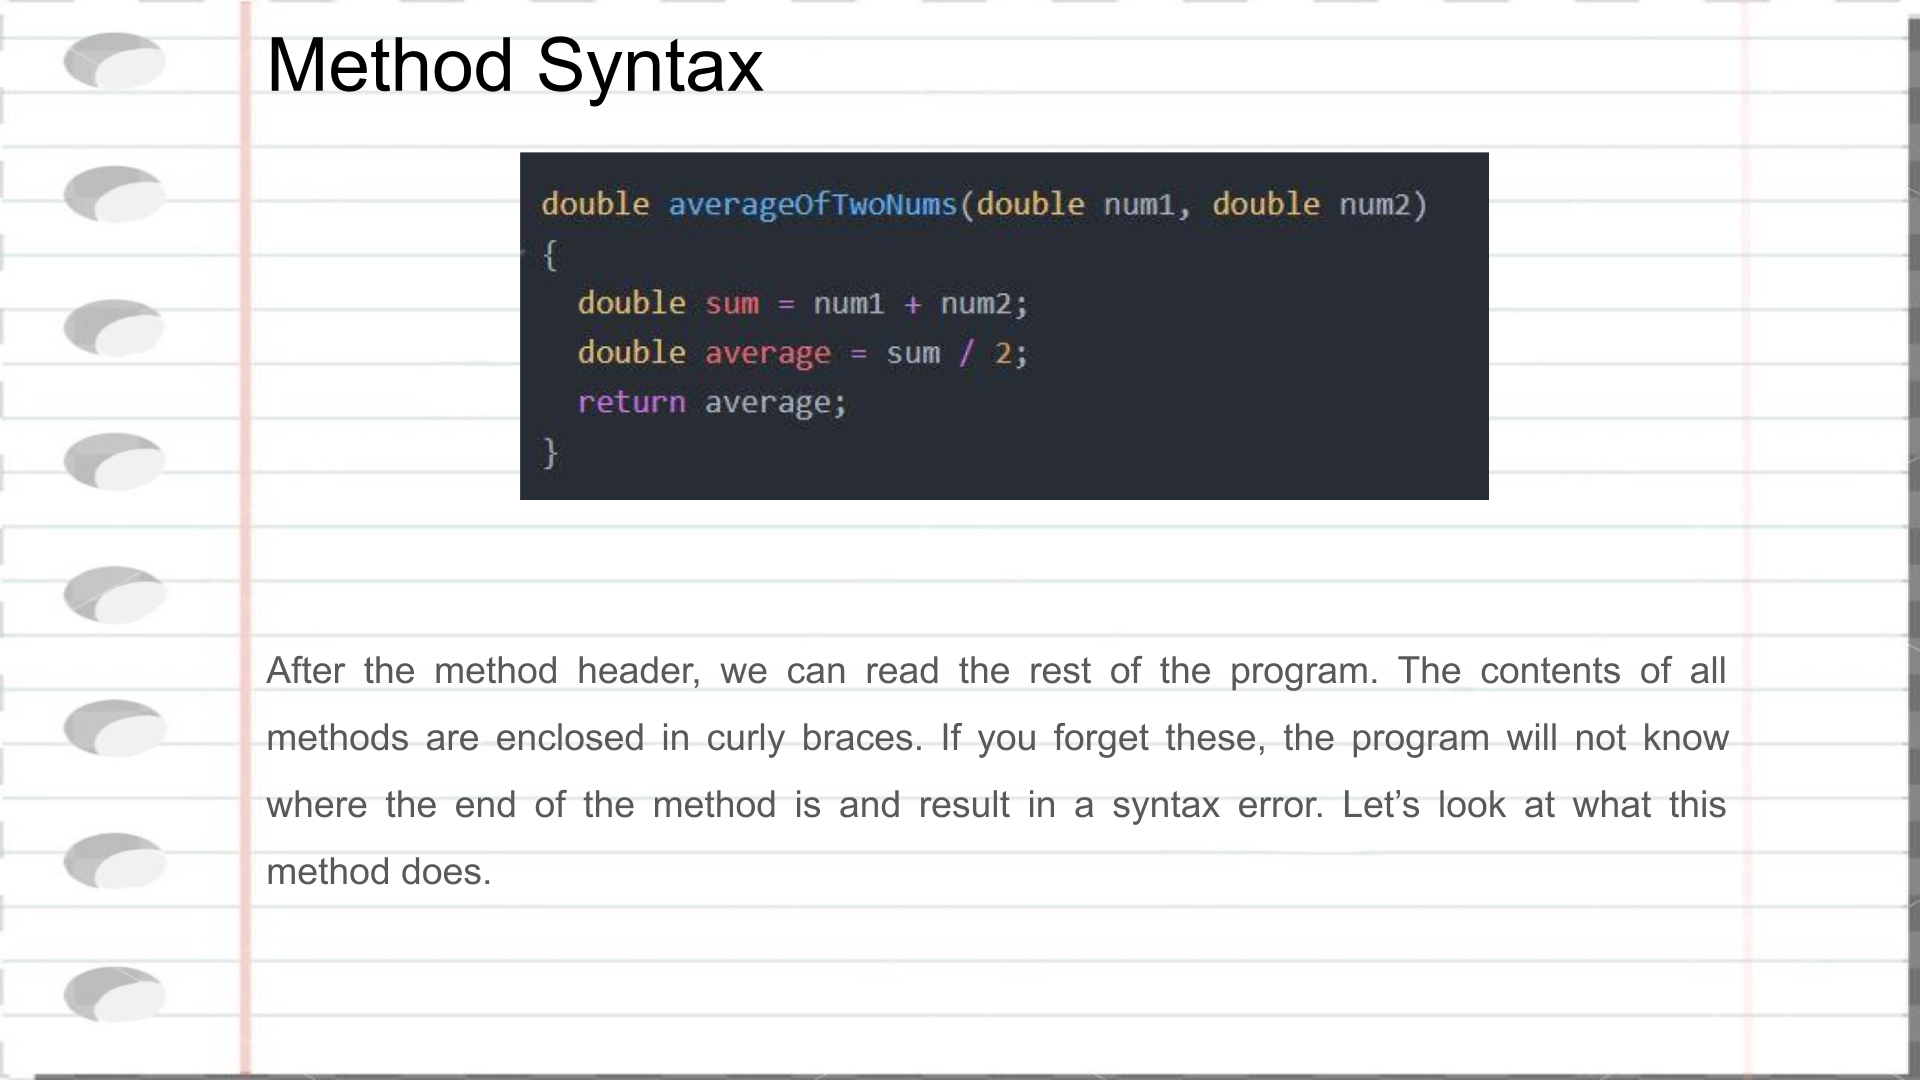 Method Syntax
double averageOfTwoNums(double num1, double num2)
{
double sum = num1 + num2;
double average = sum / 2;
return average;
}
After the method header, we can read the rest of the program. The contents of all
methods are enclosed in curly braces. If you forget these, the program will not know
where the end of the method is and result in a syntax error. Let’s look at what this
method does.